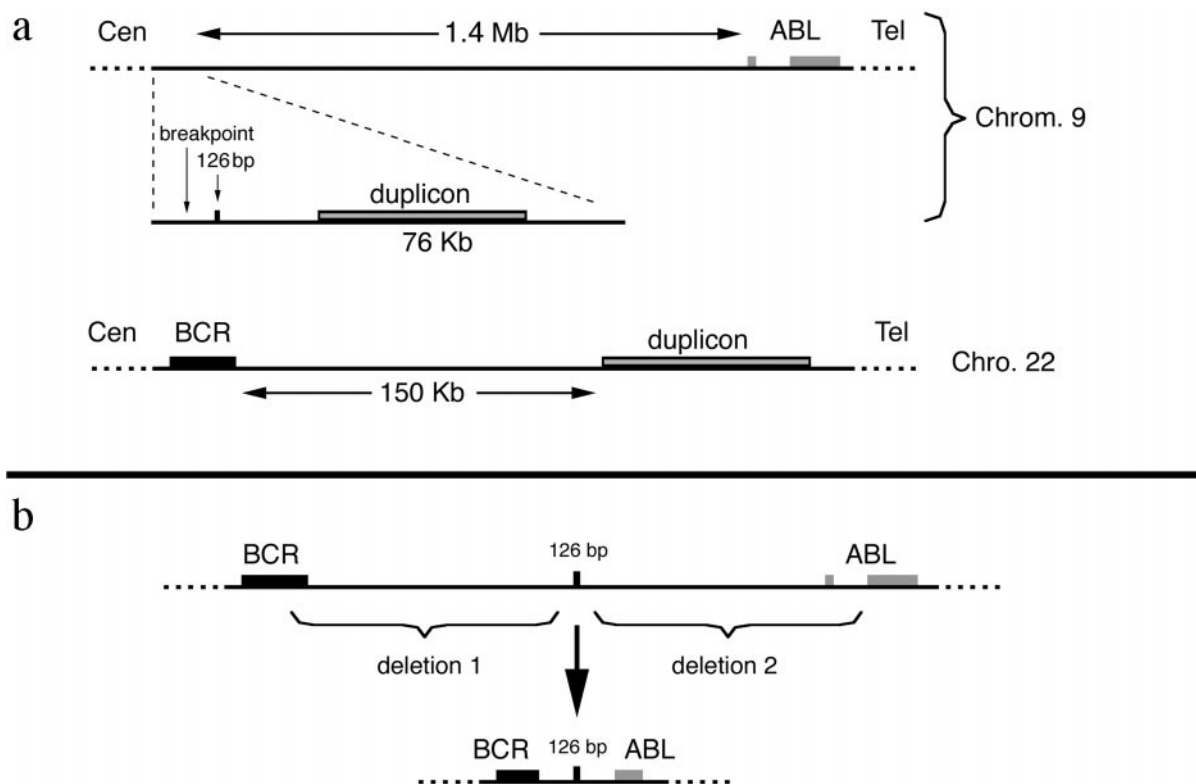 a
Cen 1.4 Mb ABL Tel
Chrom. 9
breakpoint
126 bp
duplicon
76 Kb
Cen BCR duplicon Tel
Chro. 22
150 Kb
b
BCR 126 bp ABL
deletion 1 deletion 2
BCR 126 bp ABL